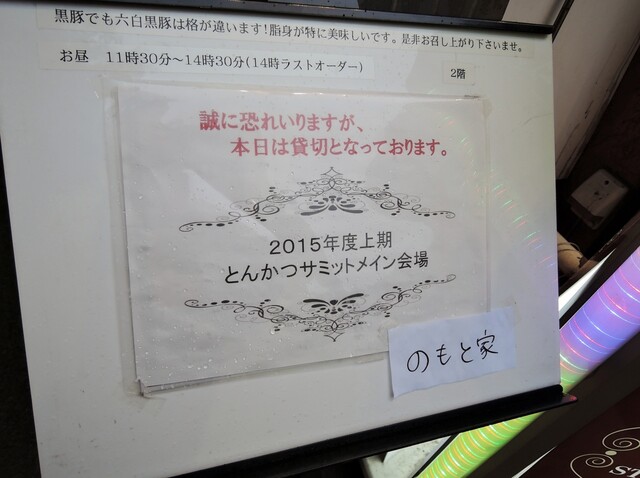 黒豚でも六白黒豚は格が違います!脂身が特に美味しいです。是非お召し上がり下さいませ。
お昼 11時30分~14時30分(14時ラストオーダー)
2階
誠に恐れいりますが、
本日は貸切となっております。
2015年度上期
とんかつサミットメイン会場
のもと家
ST